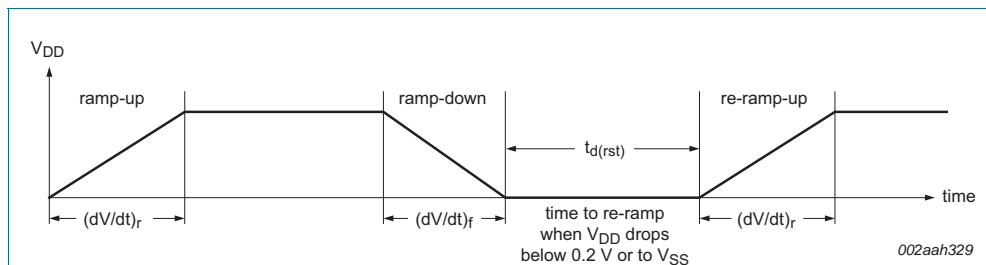 VDD
ramp-up
ramp-down
re-ramp-up
td(rst)
time
(dV/dt)r
(dV/dt)f
time to re-ramp
when VDD drops
below 0.2 V or to VSS
(dV/dt)r
002aah329